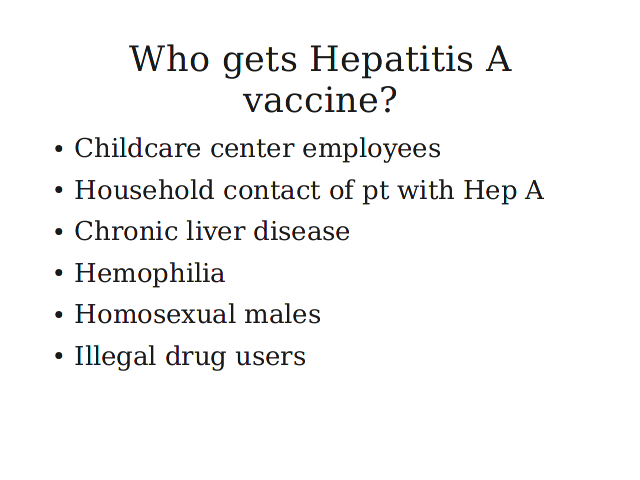 Who gets Hepatitis A
vaccine?
• Childcare center employees
• Household contact of pt with Hep A
• Chronic liver disease
• Hemophilia
• Homosexual males
• Illegal drug users